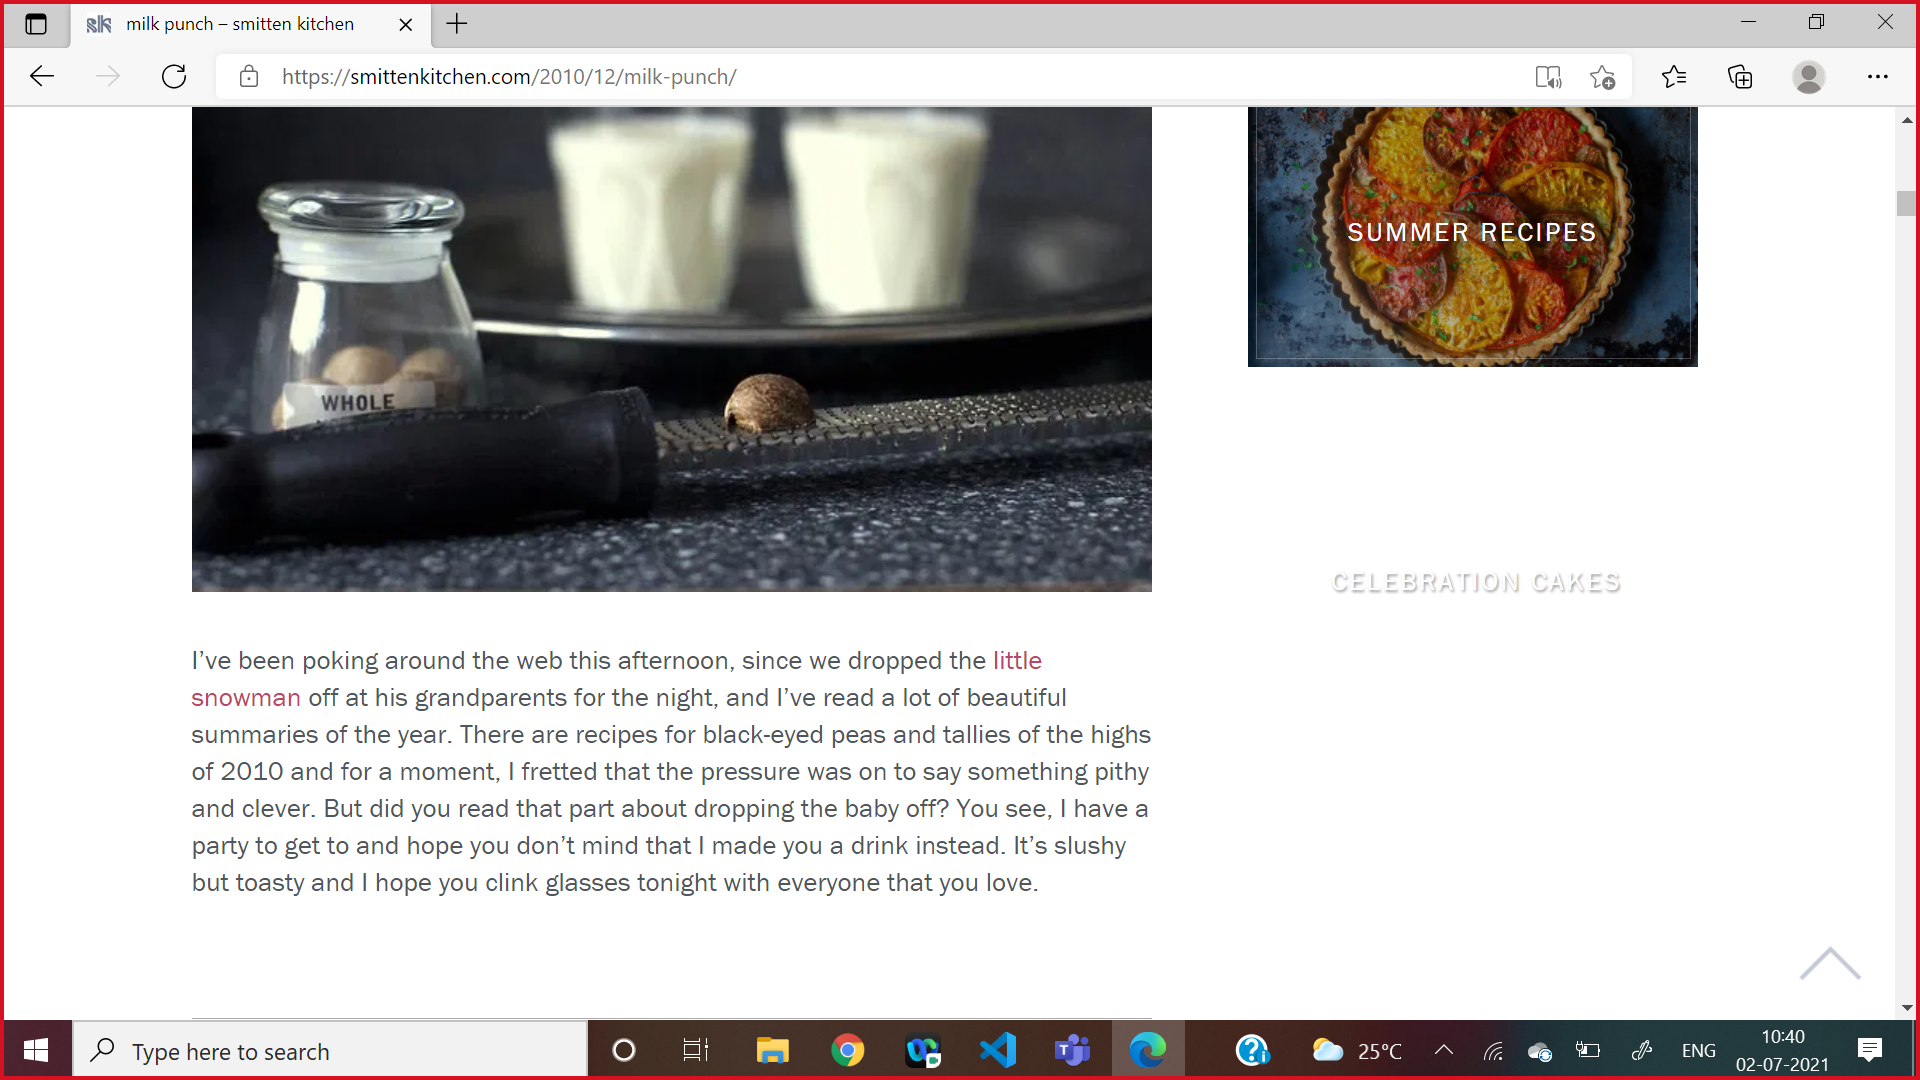 milk punch – smitten kitchen
https://smittenkitchen.com/2010/12/milk-punch/
WHOLE
SUMMER RECIPES
CELEBRATION CAKES
I’ve been poking around the web this afternoon, since we dropped the little
snowman off at his grandparents for the night, and I’ve read a lot of beautiful
summaries of the year. There are recipes for black-eyed peas and tallies of the highs
of 2010 and for a moment, I fretted that the pressure was on to say something pithy
and clever. But did you read that part about dropping the baby off? You see, I have a
party to get to and hope you don’t mind that I made you a drink instead. It’s slushy
but toasty and I hope you clink glasses tonight with everyone that you love.
Type here to search
25°C
ENG
10:40
02-07-2021